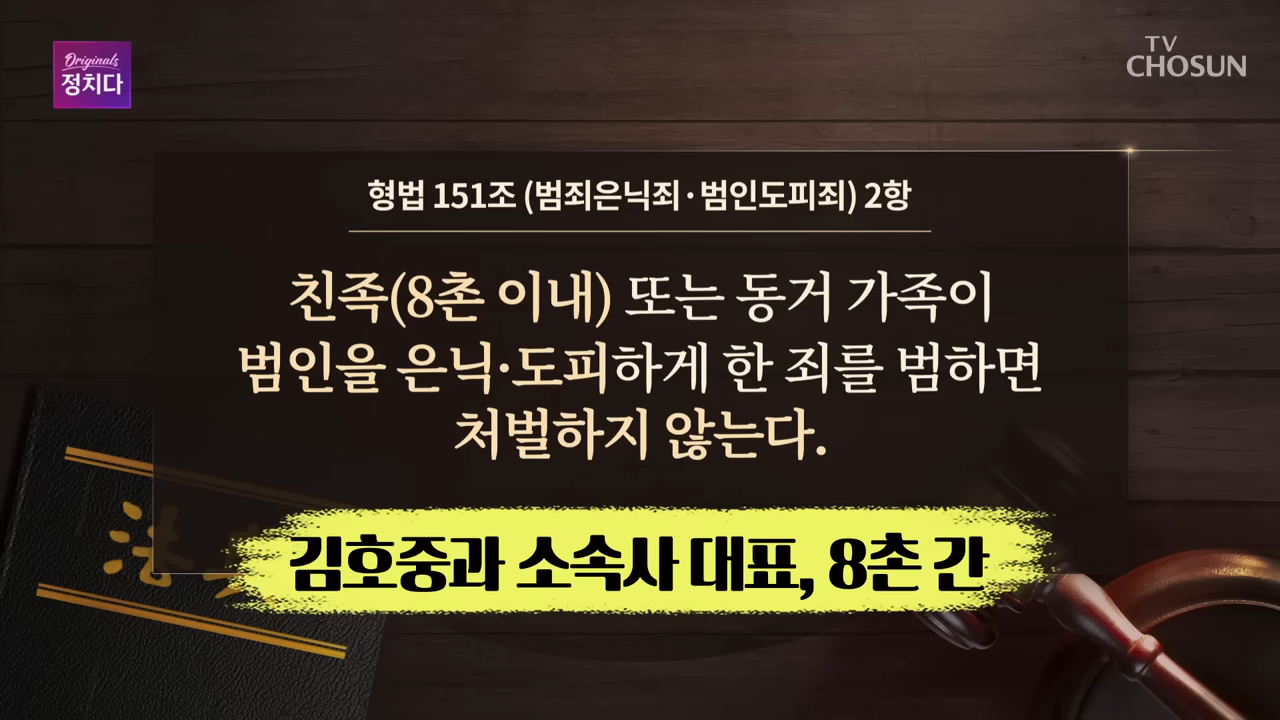 Originals
정치다
TV
CHOSUN
형법 151조 (범죄은닉죄·범인도피죄) 2항
친족(8촌 이내) 또는 동거 가족이
범인을 은닉·도피하게 한 죄를 범하면
처벌하지 않는다.
法
김호중과 소속사 대표, 8촌 간